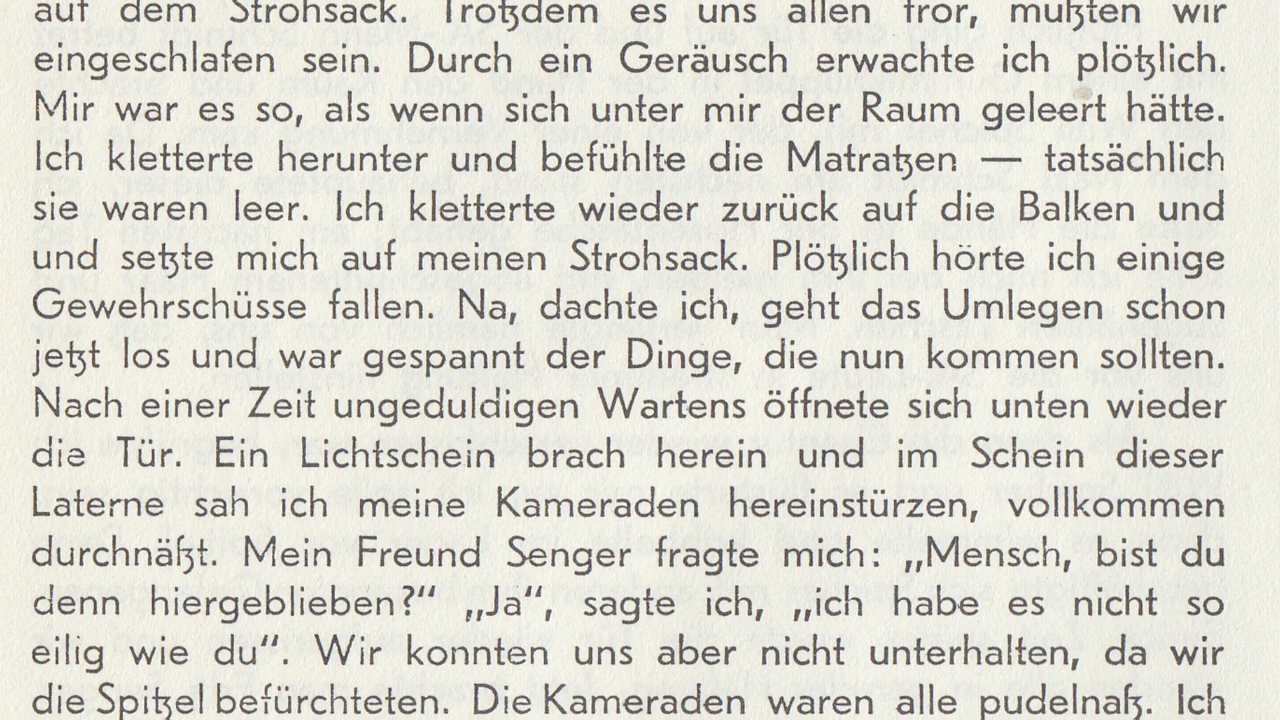 auf dem Strohsack. Trotzdem es uns allen fror, mußten wir
eingeschlafen sein. Durch ein Geräusch erwachte ich plötzlich.
Mir war es so, als wenn sich unter mir der Raum geleert hätte.
Ich kletterte herunter und befühlte die Matratzen — tatsächlich
sie waren leer. Ich kletterte wieder zurück auf die Balken und
und setzte mich auf meinen Strohsack. Plötzlich hörte ich einige
Gewehrschüsse fallen. Na, dachte ich, geht das Umlegen schon
jetzt los und war gespannt der Dinge, die nun kommen sollten.
Nach einer Zeit ungeduldigen Wartens öffnete sich unten wieder
die Tür. Ein Lichtschein brach herein und im Schein dieser
Laterne sah ich meine Kameraden hereinstürzen, vollkommen
durchnäßt. Mein Freund Senger fragte mich: „Mensch, bist du
denn hiergeblieben?“ „Ja“, sagte ich, „ich habe es nicht so
eilig wie du“. Wir konnten uns aber nicht unterhalten, da wir
die Spitzel befürchteten. Die Kameraden waren alle pudelnaß. Ich